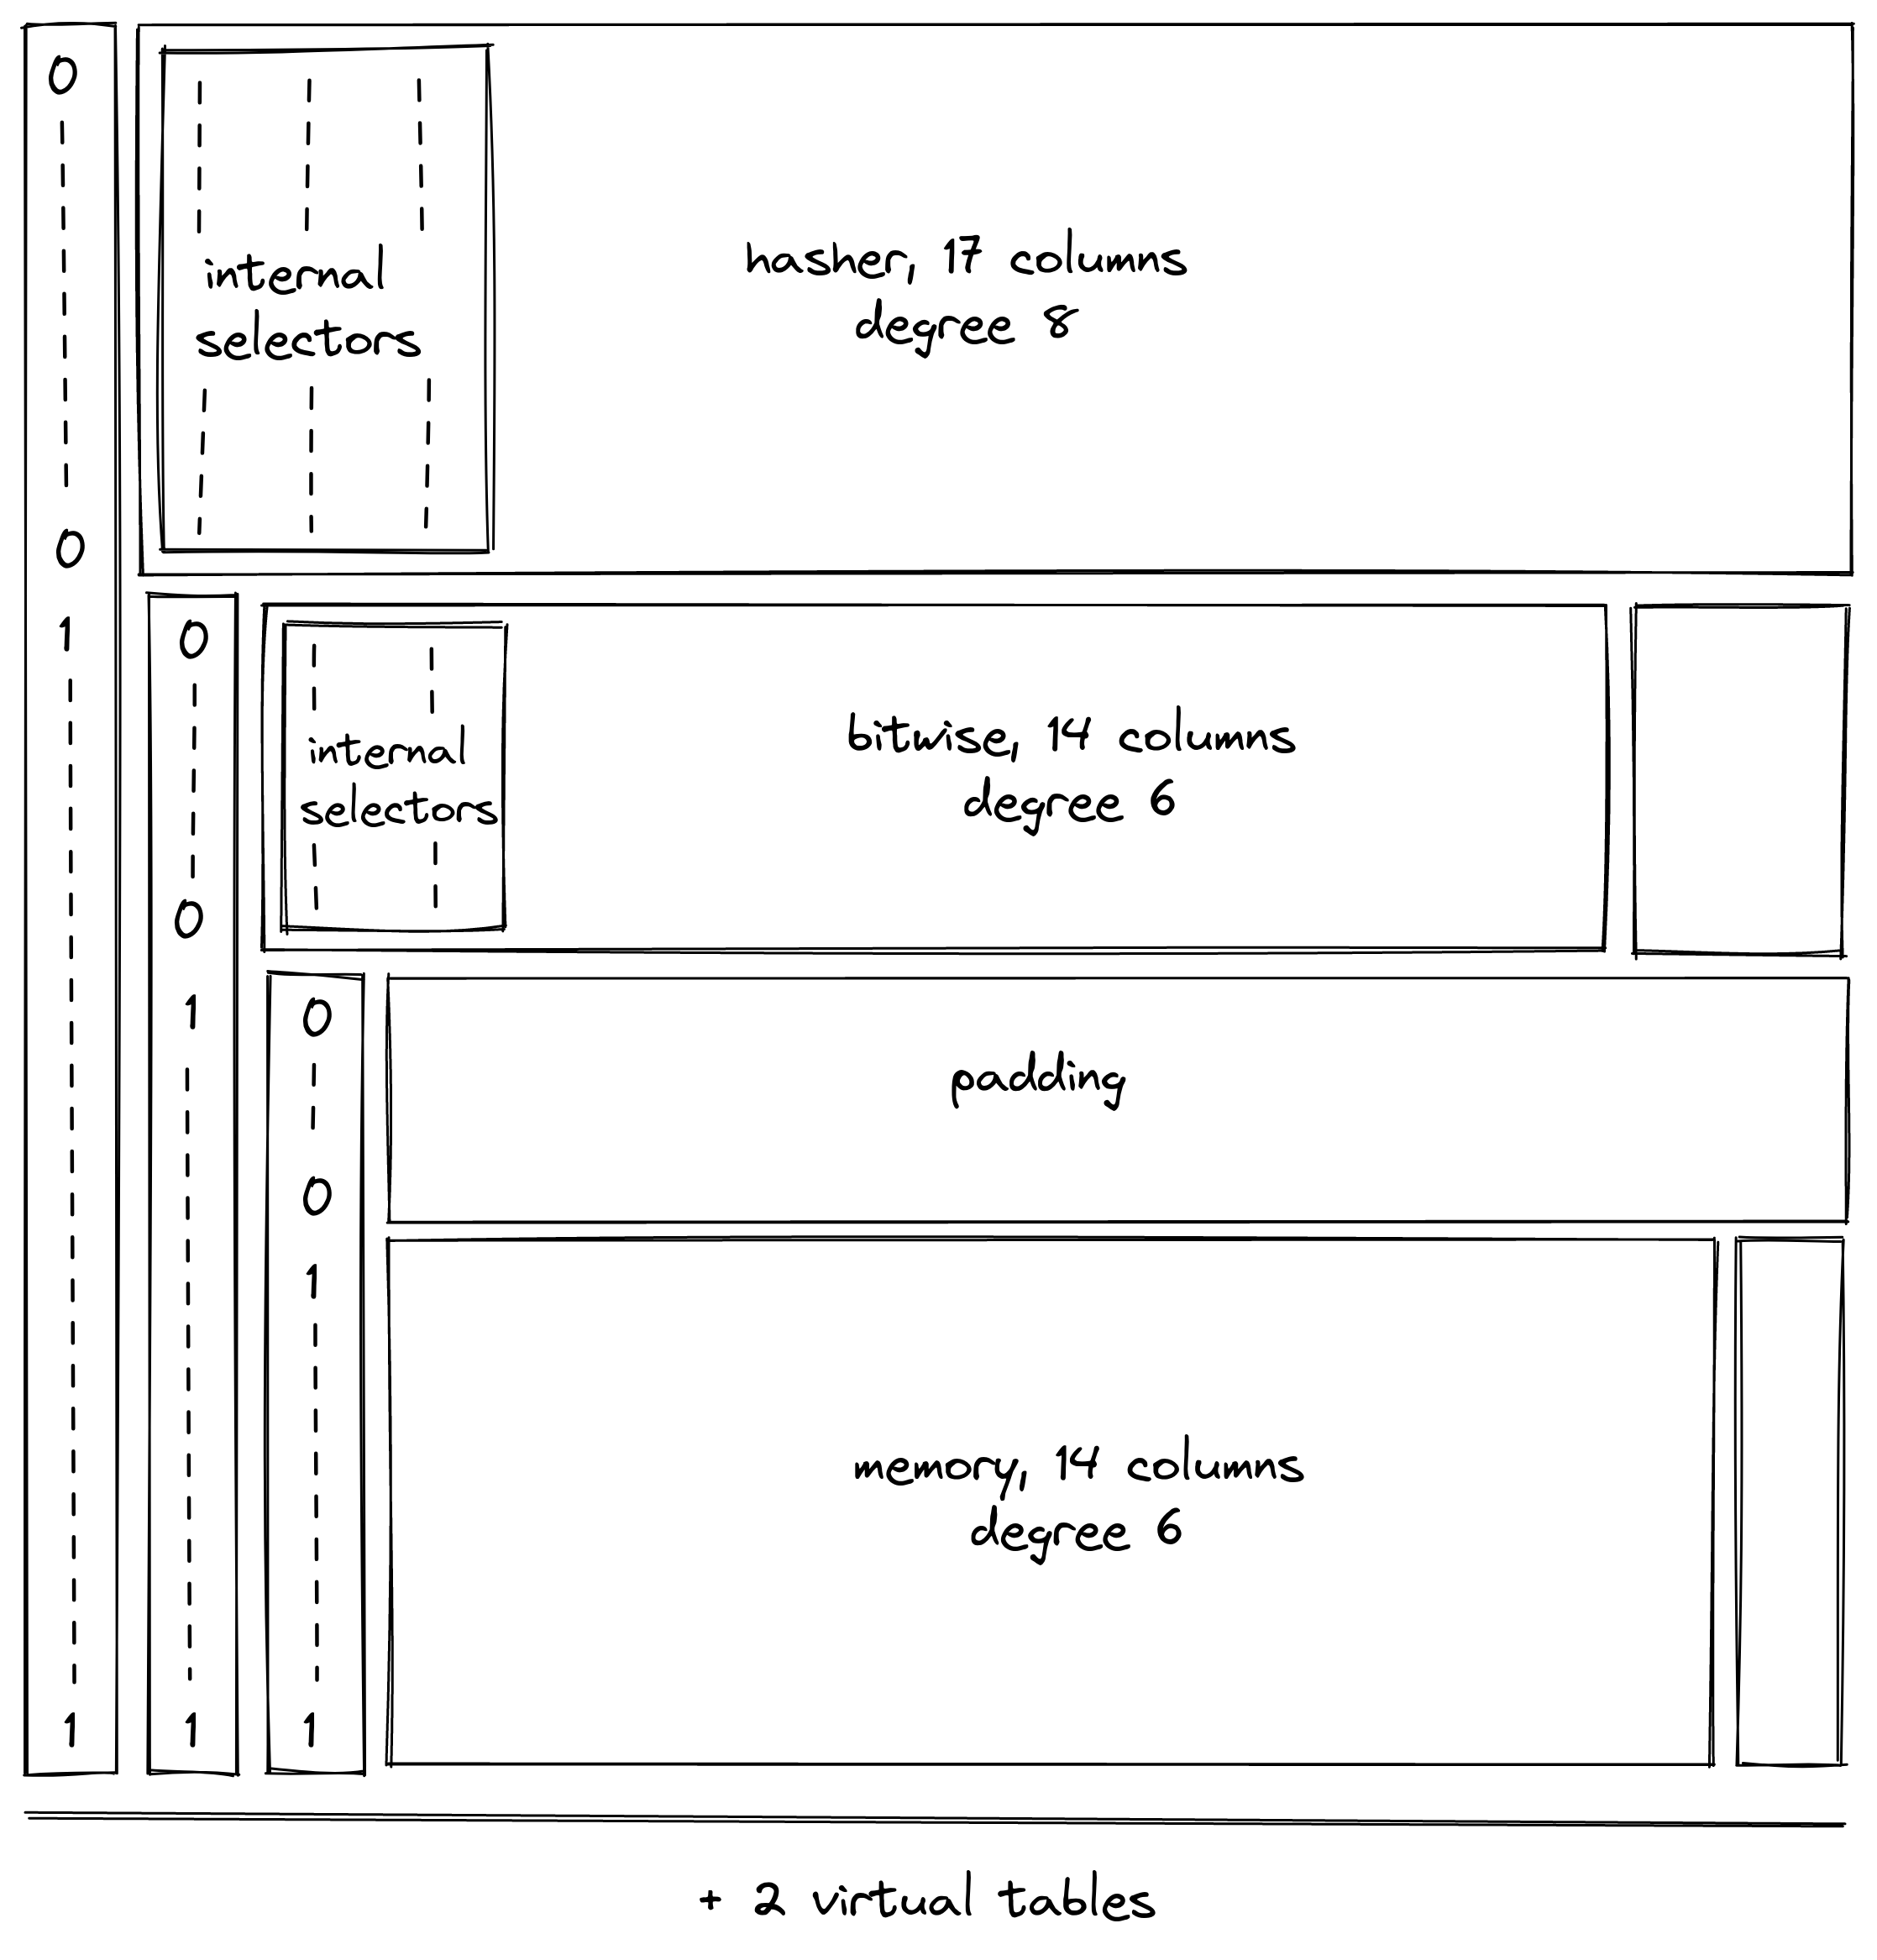 0
0
1
1
internal
selectors
hasher, 17 columns
degree 8
0
0
1
1
internal
selectors
bitwise, 14 columns
degree 6
0
0
1
1
padding
memory, 14 columns
degree 6
+ 2 virtual tables